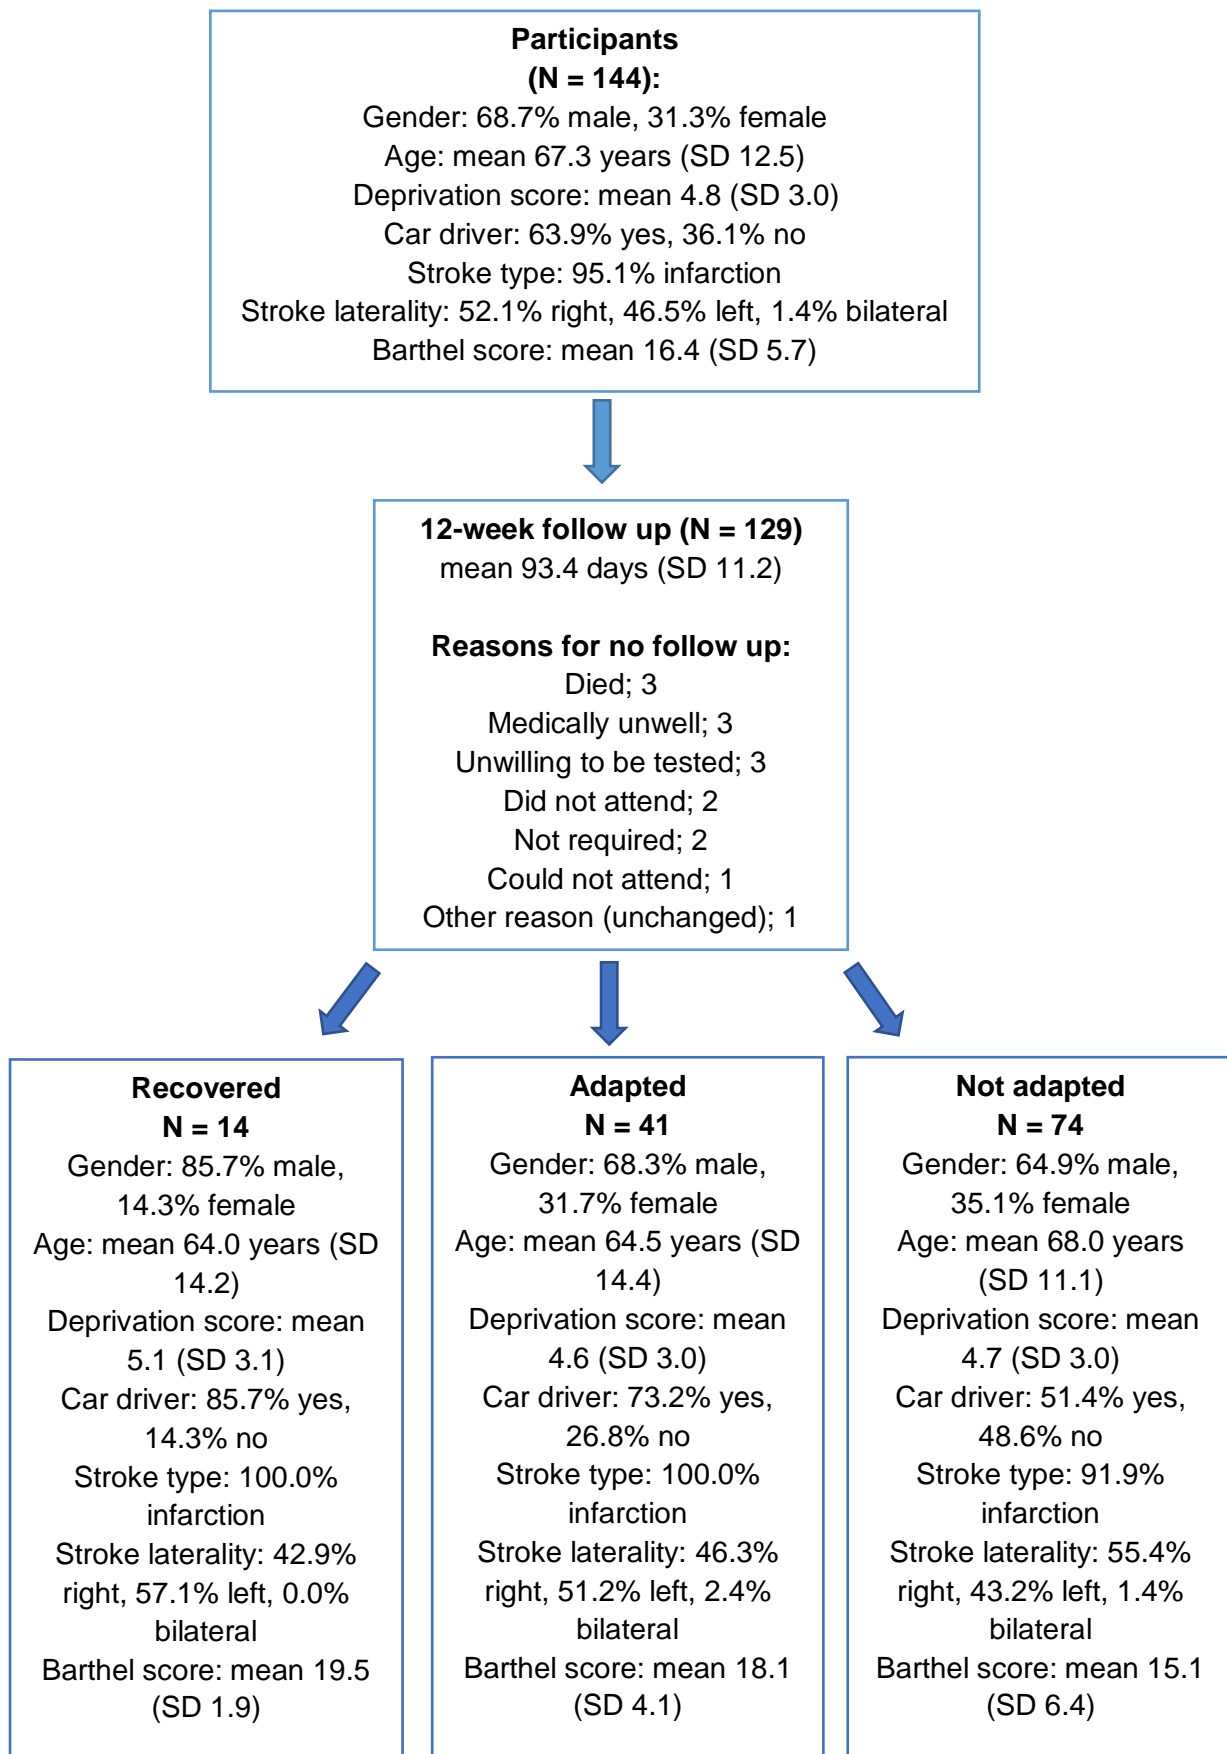 Participants
(N = 144):
Gender: 68.7% male, 31.3% female
Age: mean 67.3 years (SD 12.5)
Deprivation score: mean 4.8 (SD 3.0)
Car driver: 63.9% yes, 36.1% no
Stroke type: 95.1% infarction
Stroke laterality: 52.1% right, 46.5% left, 1.4% bilateral
Barthel score: mean 16.4 (SD 5.7)
12-week follow up (N = 129)
mean 93.4 days (SD 11.2)
Reasons for no follow up:
Died; 3
Medically unwell; 3
Unwilling to be tested; 3
Did not attend; 2
Not required; 2
Could not attend; 1
Other reason (unchanged); 1
Recovered
N = 14
Gender: 85.7% male,
14.3% female
Age: mean 64.0 years (SD
14.2)
Deprivation score: mean
5.1 (SD 3.1)
Car driver: 85.7% yes,
14.3% no
Stroke type: 100.0%
infarction
Stroke laterality: 42.9%
right, 57.1% left, 0.0%
bilateral
Barthel score: mean 19.5
(SD 1.9)
Adapted
N = 41
Gender: 68.3% male,
31.7% female
Age: mean 64.5 years (SD
14.4)
Deprivation score: mean
4.6 (SD 3.0)
Car driver: 73.2% yes,
26.8% no
Stroke type: 100.0%
infarction
Stroke laterality: 46.3%
right, 51.2% left, 2.4%
bilateral
Barthel score: mean 18.1
(SD 4.1)
Not adapted
N = 74
Gender: 64.9% male,
35.1% female
Age: mean 68.0 years
(SD 11.1)
Deprivation score: mean
4.7 (SD 3.0)
Car driver: 51.4% yes,
48.6% no
Stroke type: 91.9%
infarction
Stroke laterality: 55.4%
right, 43.2% left, 1.4%
bilateral
Barthel score: mean 15.1
(SD 6.4)